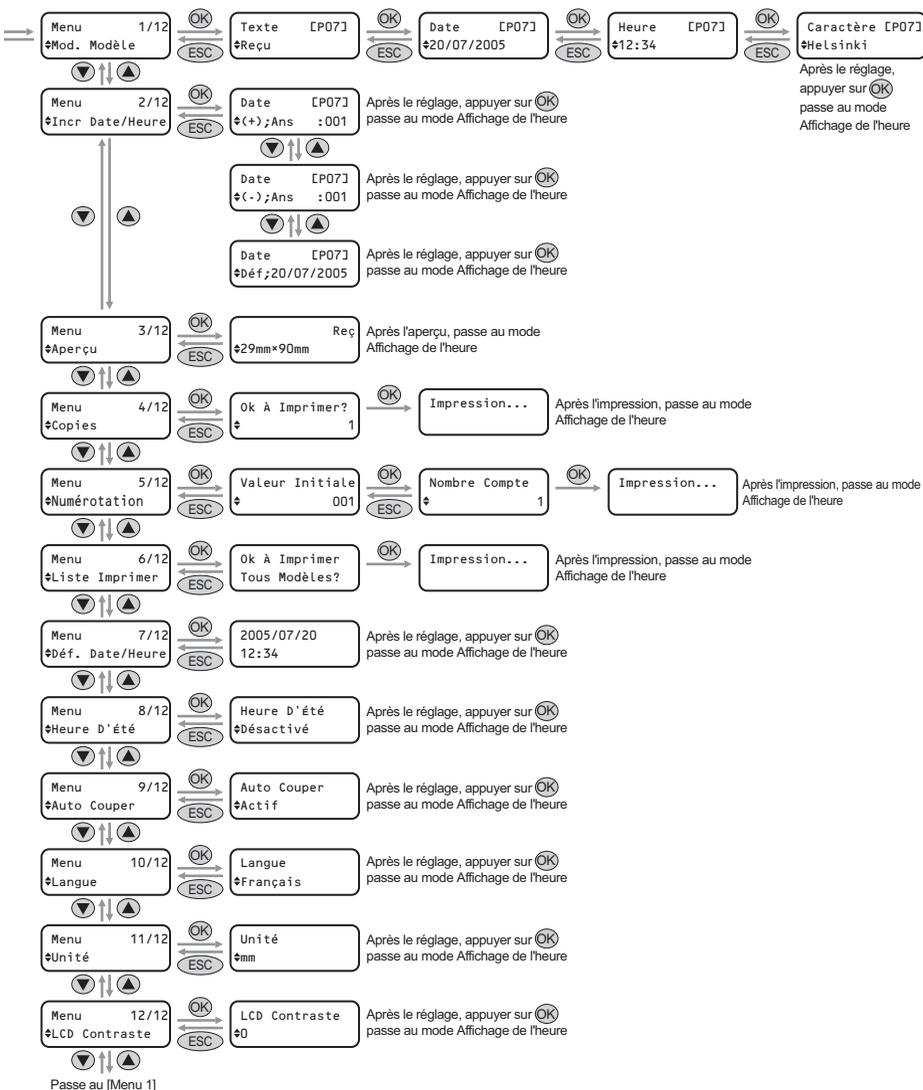 Menu 1/12
Mod. Modèle
OK
ESC
Texte [P07]
Reçu
OK
ESC
Date [P07]
20/07/2005
OK
ESC
Heure [P07]
12:34
OK
ESC
Caractère [P07]
Helsinki
Après le réglage,
appuyer sur OK
passe au mode
Affichage de l'heure
Menu 2/12
Incr Date/Heure
OK
ESC
Date [P07]
(+);Ans :001
Après le réglage, appuyer sur OK
passe au mode Affichage de l'heure
Date [P07]
(-);Ans :001
Après le réglage, appuyer sur OK
passe au mode Affichage de l'heure
Date [P07]
Déf;20/07/2005
Après le réglage, appuyer sur OK
passe au mode Affichage de l'heure
Menu 3/12
Aperçu
OK
ESC
Reç
29mm×90mm
Après l'aperçu, passe au mode
Affichage de l'heure
Menu 4/12
Copies
OK
ESC
Ok À Imprimer?
1
OK
Impression...
Après l'impression, passe au mode
Affichage de l'heure
Menu 5/12
Numérotation
OK
ESC
Valeur Initiale
001
OK
ESC
Nombre Compte
1
OK
Impression...
Après l'impression, passe au mode
Affichage de l'heure
Menu 6/12
Liste Imprimer
OK
ESC
Ok À Imprimer
Tous Modèles?
OK
Impression...
Après l'impression, passe au mode
Affichage de l'heure
Menu 7/12
Déf. Date/Heure
OK
ESC
2005/07/20
12:34
Après le réglage, appuyer sur OK
passe au mode Affichage de l'heure
Menu 8/12
Heure D'été
OK
ESC
Heure D'été
Désactivé
Après le réglage, appuyer sur OK
passe au mode Affichage de l'heure
Menu 9/12
Auto Couper
OK
ESC
Auto Couper
Actif
Après le réglage, appuyer sur OK
passe au mode Affichage de l'heure
Menu 10/12
Langue
OK
ESC
Langue
Français
Après le réglage, appuyer sur OK
passe au mode Affichage de l'heure
Menu 11/12
Unité
OK
ESC
Unité
mm
Après le réglage, appuyer sur OK
passe au mode Affichage de l'heure
Menu 12/12
LCD Contraste
OK
ESC
LCD Contraste
0
Après le réglage, appuyer sur OK
passe au mode Affichage de l'heure
Passe au [Menu 1]